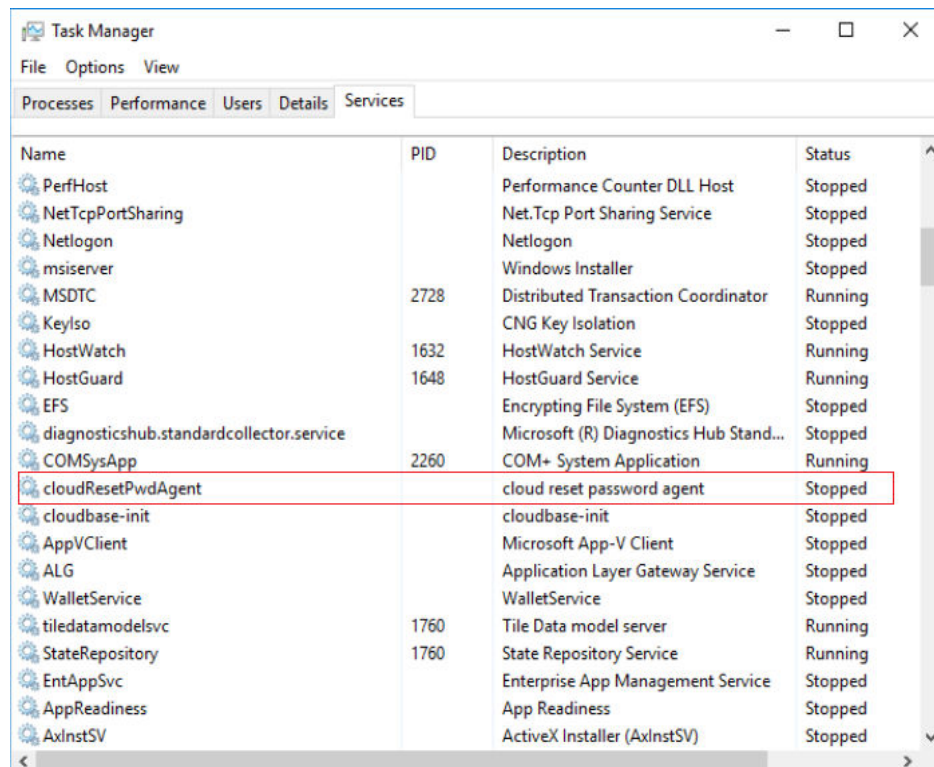 Task Manager
File Options View
Processes Performance Users Details Services
Name PID Description Status
PerfHost Performance Counter DLL Host Stopped
NetTcpPortSharing Net.Tcp Port Sharing Service Stopped
Netlogon Netlogon Stopped
msiserver Windows Installer Stopped
MSDTC 2728 Distributed Transaction Coordinator Running
KeyIso CNG Key Isolation Stopped
HostWatch 1632 HostWatch Service Running
HostGuard 1648 HostGuard Service Running
EFS Encrypting File System (EFS) Stopped
diagnosticshub.standardcollector.service Microsoft (R) Diagnostics Hub Stand... Stopped
COMSysApp 2260 COM+ System Application Running
cloudResetPwdAgent cloud reset password agent Stopped
cloudbase-init cloudbase-init Stopped
AppVClient Microsoft App-V Client Stopped
ALG Application Layer Gateway Service Stopped
WalletService WalletService Stopped
tiledatamodelsvc 1760 Tile Data model server Running
StateRepository 1760 State Repository Service Running
EntAppSvc Enterprise App Management Service Stopped
AppReadiness App Readiness Stopped
AxInstSV ActiveX Installer (AxInstSV) Stopped